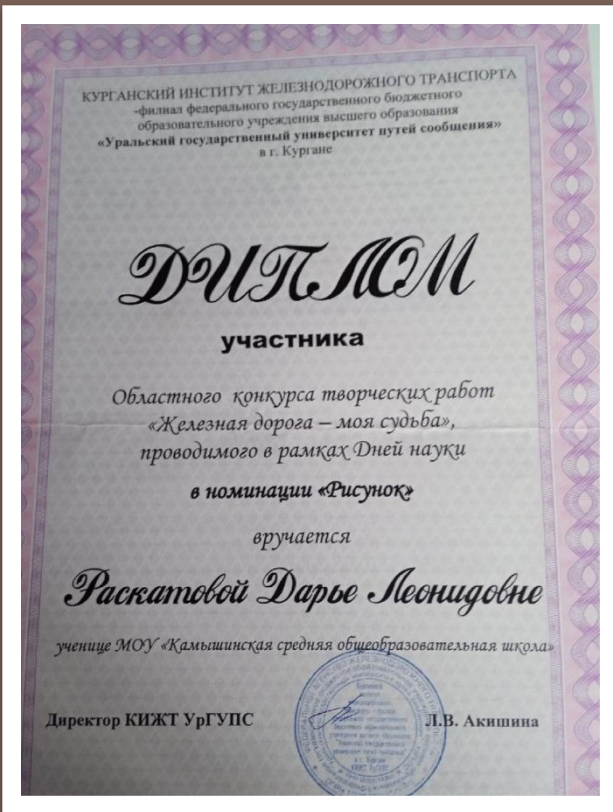 КУРГАНСКИЙ ИНСТИТУТ ЖЕЛЕЗНОДОРОЖНОГО ТРАНСПОРТА
-филиал федерального государственного бюджетного
образовательного учреждения высшего образования
«Уральский государственный университет путей сообщения»
в г. Кургане
ДИПЛОМ
участника
Областного конкурса творческих работ
«Железная дорога – моя судьба»,
проводимого в рамках Дней науки
в номинации «Рисунок»
вручается
Раскатовой Дарье Леонидовне
ученице МОУ «Камышинская средняя общеобразовательная школа»
Директор КИЖТ УрГУПС Л.В. Акишина